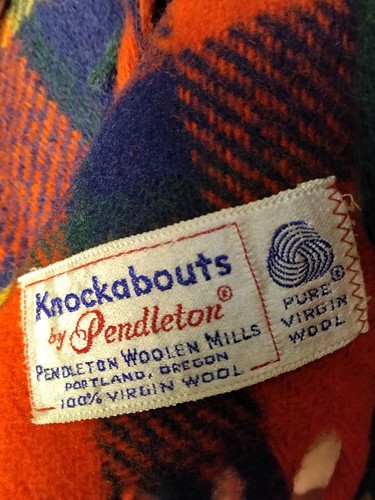 Knockabouts
by Pendleton®
PENDLETON WOOLEN MILLS
PORTLAND, OREGON
100% VIRGIN WOOL
®
PURE
VIRGIN
WOOL